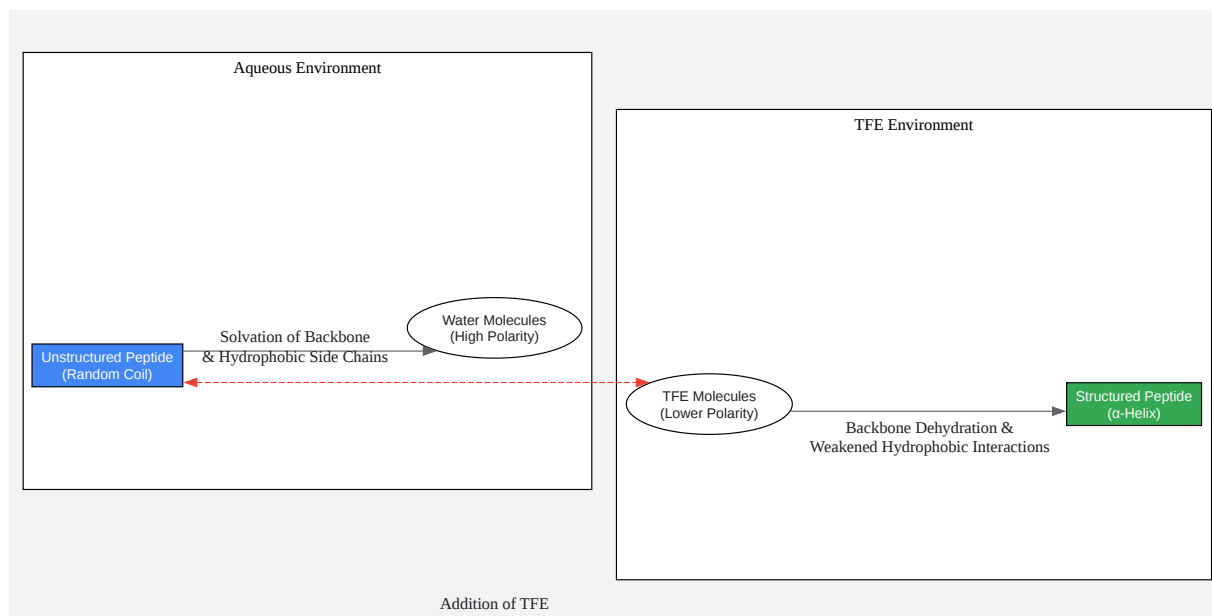 Aqueous Environment
Water Molecules
(High Polarity)
Solvation of Backbone
& Hydrophobic Side Chains
Unstructured Peptide
(Random Coil)
TFE Environment
TFE Molecules
(Lower Polarity)
Backbone Dehydration &
Weakened Hydrophobic Interactions
Structured Peptide
(α-Helix)
Addition of TFE